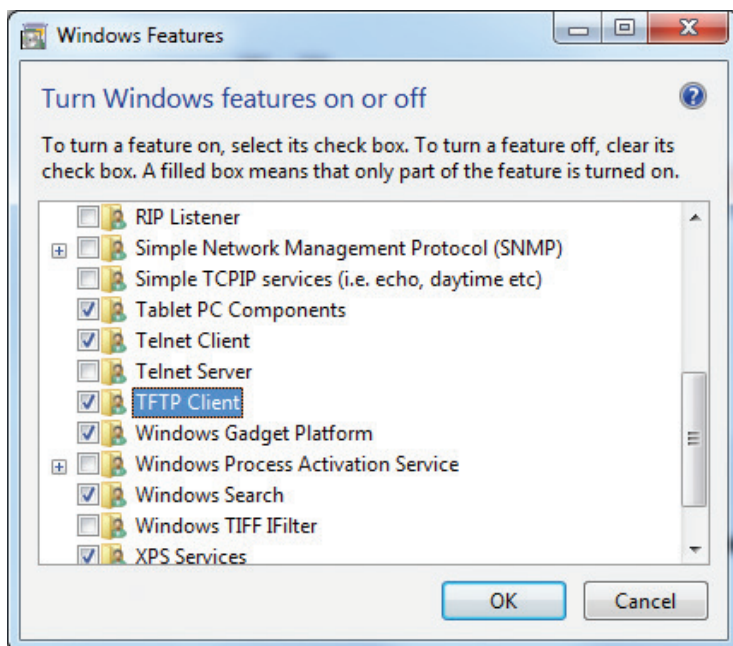 Windows Features
Turn Windows features on or off
To turn a feature on, select its check box. To turn a feature off, clear its
check box. A filled box means that only part of the feature is turned on.
RIP Listener
Simple Network Management Protocol (SNMP)
Simple TCPIP services (i.e. echo, daytime etc)
Tablet PC Components
Telnet Client
Telnet Server
TFTP Client
Windows Gadget Platform
Windows Process Activation Service
Windows Search
Windows TIFF IFilter
XPS Services
OK
Cancel